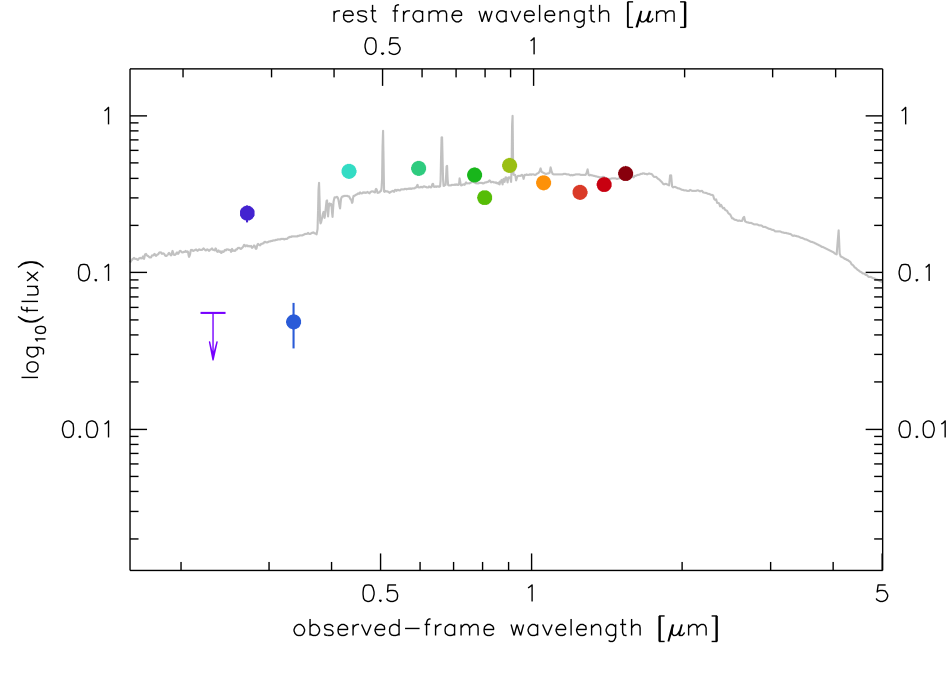 rest frame wavelength [μm]
0.5 1
1 1
0.1 0.1
0.01 0.01
log10(flux)
0.5 1 5
observed-frame wavelength [μm]